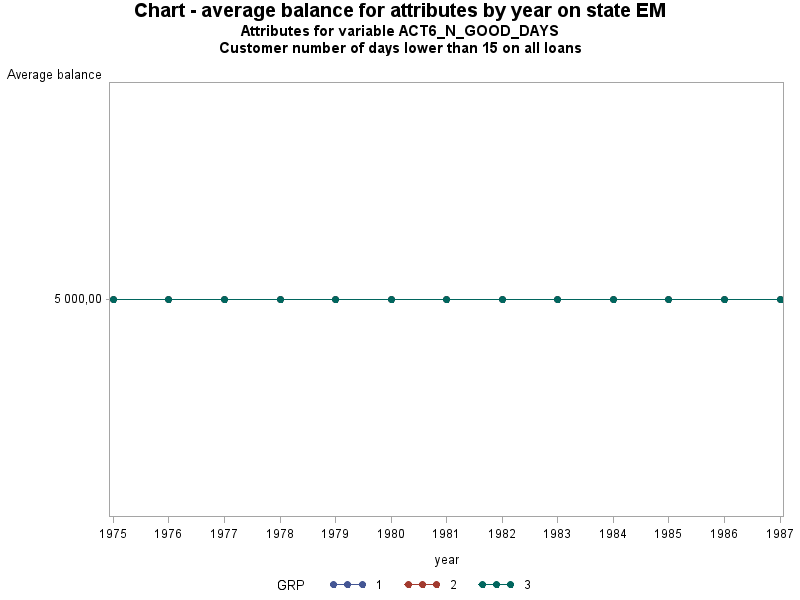 Chart - average balance for attributes by year on state EM
Attributes for variable ACT6_N_GOOD_DAYS
Customer number of days lower than 15 on all loans
Average balance
5 000,00
1975 1976 1977 1978 1979 1980 1981 1982 1983 1984 1985 1986 1987
year
GRP 1 2 3